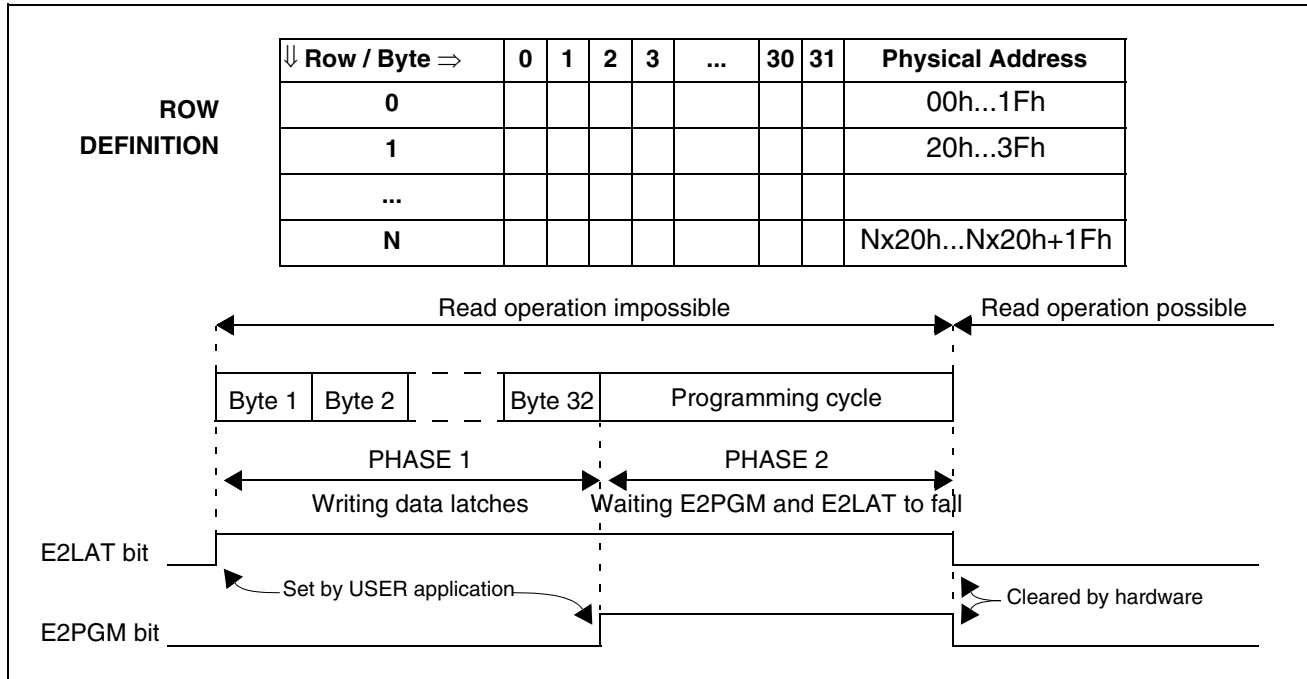 ⇓ Row / Byte ⇒ 0 1 2 3 ... 30 31 Physical Address
ROW DEFINITION
0 00h...1Fh
1 20h...3Fh
...
N Nx20h...Nx20h+1Fh
Read operation impossible Read operation possible
Byte 1 Byte 2 Byte 32 Programming cycle
PHASE 1 PHASE 2
Writing data latches Waiting E2PGM and E2LAT to fall
E2LAT bit
Set by USER application Cleared by hardware
E2PGM bit